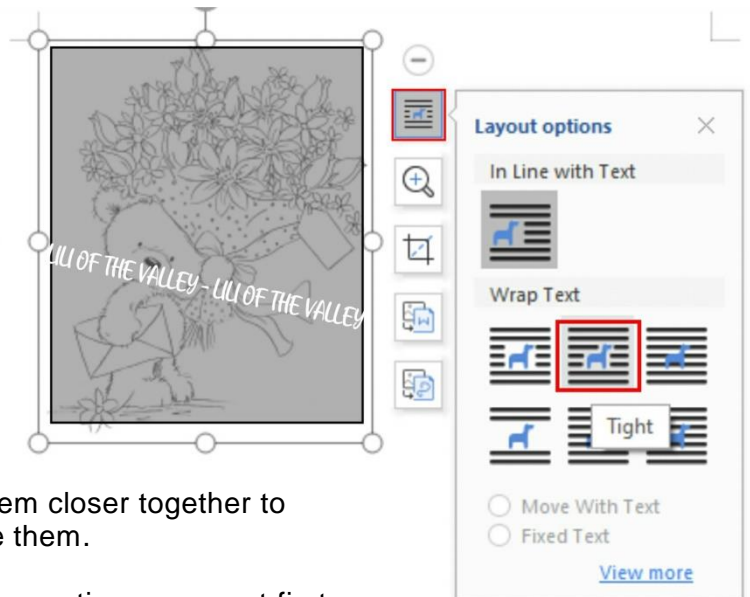 LILI OF THE VALLEY - LILI OF THE VALLEY
Layout options
In Line with Text
Wrap Text
Tight
Move With Text
Fixed Text
View more
em closer together to
e them.